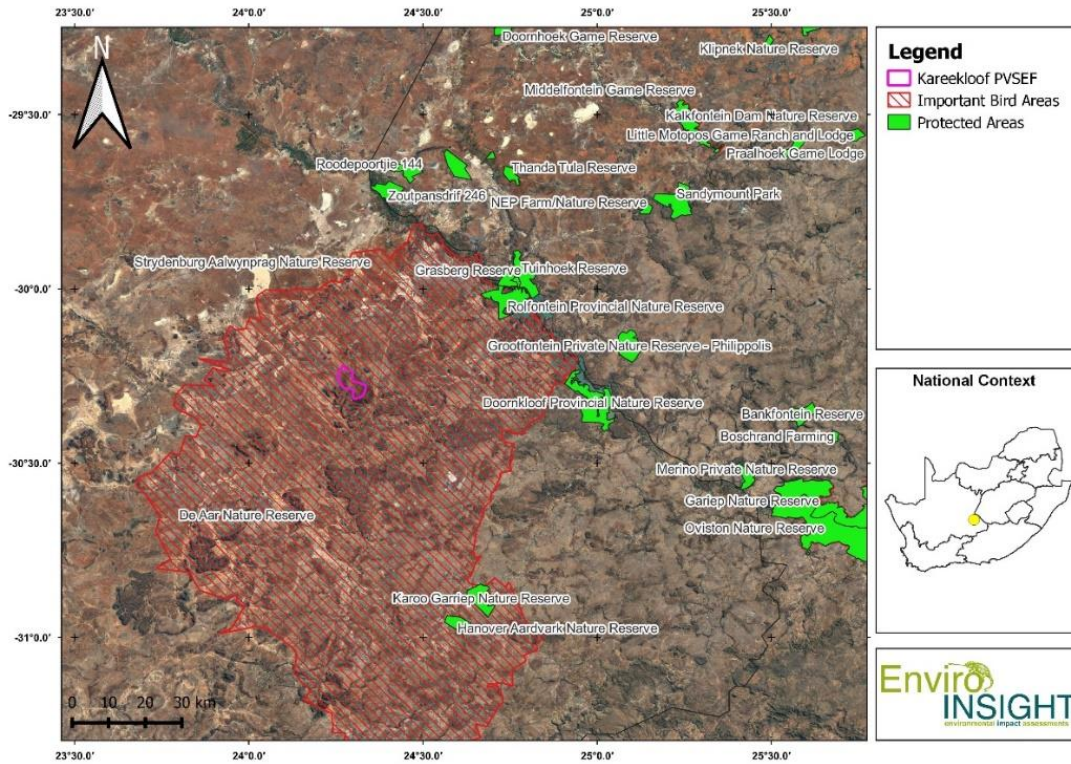 23°30.0' 24°0.0' 24°30.0' 25°0.0' 25°30.0'
N
-29°30.0'
-30°0.0'
-30°30.0'
-31°0.0'
Doornhoek Game Reserve
Klipnek Nature Reserve
Middelfontein Game Reserve
Kalkfontein Dam Nature Reserve
Little Motopos Game Ranch and Lodge
Praalhoek Game Lodge
Roodepoortjie 144
Thanda Tula Reserve
Zoutpansdrif 246
NEP Farm/Nature Reserve
Sandymount Park
Strydenburg Aalwynprag Nature Reserve
Grasberg Reserve
Tuinhoek Reserve
Rolfontein Provincial Nature Reserve
Grootfontein Private Nature Reserve - Philippolis
Doornkloof Provincial Nature Reserve
Bankfontein Reserve
Boschrand Farming
Merino Private Nature Reserve
Gariep Nature Reserve
Oviston Nature Reserve
De Aar Nature Reserve
Karoo Garriep Nature Reserve
Hanover Aardvark Nature Reserve
0 10 20 30 km
23°30.0' 24°0.0' 24°30.0' 25°0.0' 25°30.0'
Legend
Kareekloof PVSEF
Important Bird Areas
Protected Areas
National Context
Enviro
INSIGHT
environmental impact assessments